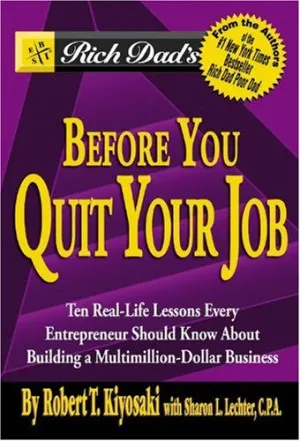 E B
S I
Rich Dad's
From the Authors
of the
#1 New York Times
Bestseller
Rich Dad Poor Dad
BEFORE YOU
QUIT YOUR JOB
Ten Real-Life Lessons Every
Entrepreneur Should Know About
Building a Multimillion-Dollar Business
By Robert T. Kiyosaki with Sharon L. Lechter, C.P.A.